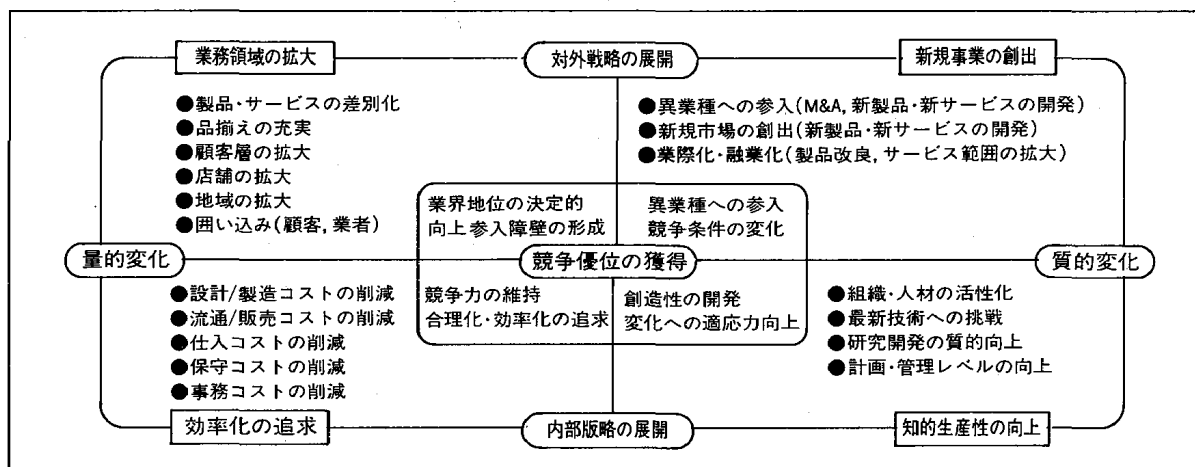 業務領域の拡大
対外戦略の展開
新規事業の創出
●製品・サービスの差別化
●品揃えの充実
●顧客層の拡大
●店舗の拡大
●地域の拡大
●囲い込み(顧客,業者)
●異業種への参入(M&A,新製品・新サービスの開発)
●新規市場の創出(新製品・新サービスの開発)
●業際化・融業化(製品改良,サービス範囲の拡大)
業界地位の決定的
向上参入障壁の形成
異業種への参入
競争条件の変化
量的変化
競争優位の獲得
質的変化
●設計/製造コストの削減
●流通/販売コストの削減
●仕入コストの削減
●保守コストの削減
●事務コストの削減
競争力の維持
合理化・効率化の追求
創造性の開発
変化への適応力向上
●組織・人材の活性化
●最新技術への挑戦
●研究開発の質的向上
●計画・管理レベルの向上
効率化の追求
内部版略の展開
知的生産性の向上